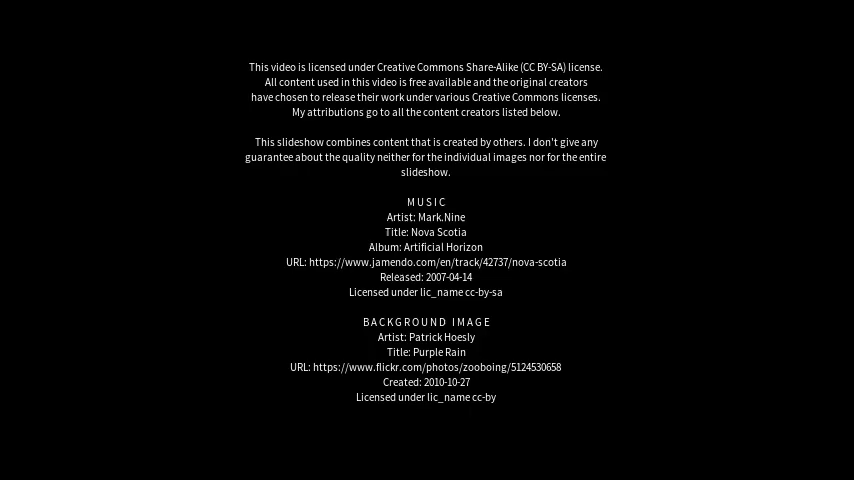 This video is licensed under Creative Commons Share-Alike (CC BY-SA) license.
All content used in this video is free available and the original creators
have chosen to release their work under various Creative Commons licenses.
My attributions go to all the content creators listed below.
This slideshow combines content that is created by others. I don't give any
guarantee about the quality neither for the individual images nor for the entire
slideshow.
MUSIC
Artist: Mark.Nine
Title: Nova Scotia
Album: Artificial Horizon
URL: https://www.jamendo.com/en/track/42737/nova-scotia
Released: 2007-04-14
Licensed under lic_name cc-by-sa
BACKGROUND IMAGE
Artist: Patrick Hoesly
Title: Purple Rain
URL: https://www.flickr.com/photos/zooboing/5124530658
Created: 2010-10-27
Licensed under lic_name cc-by